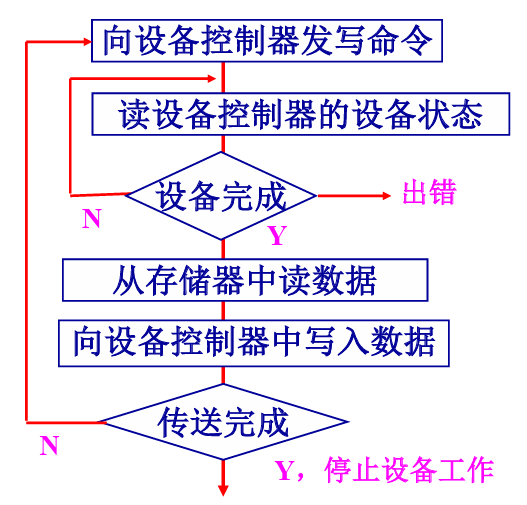 向设备控制器发写命令
读设备控制器的设备状态
设备完成
出错
N
Y
从存储器中读数据
向设备控制器中写入数据
传送完成
N
Y，停止设备工作